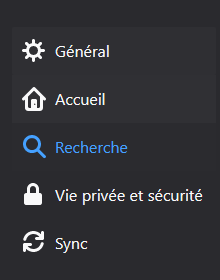 Général
Accueil
Recherche
Vie privée et sécurité
Sync